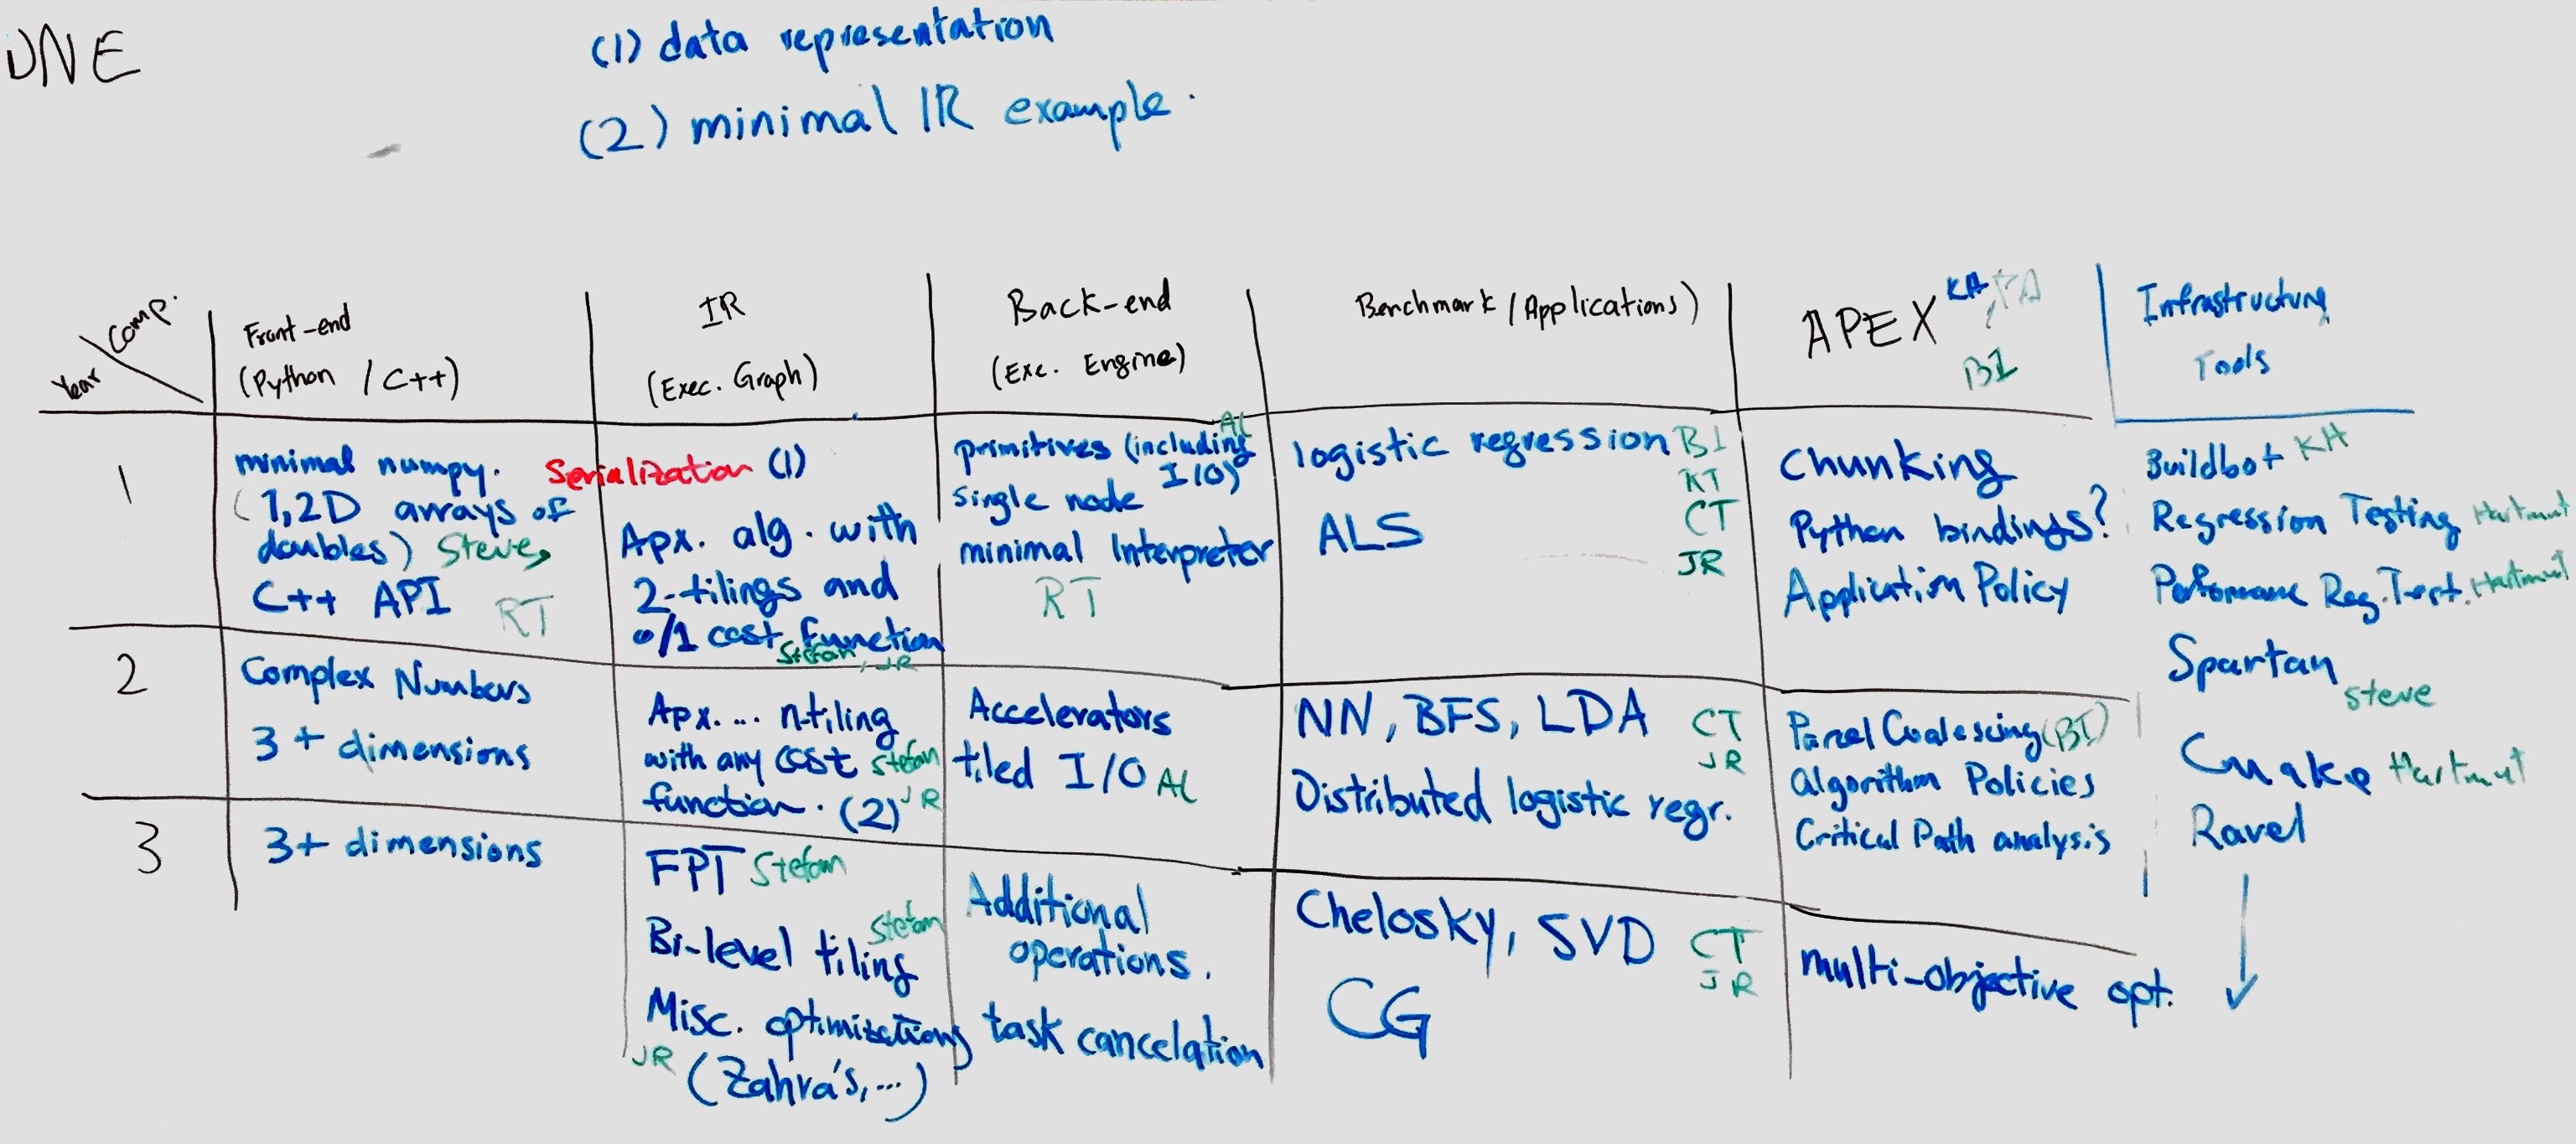 DNE
(1) data representation
(2) minimal IR example.
Year Comp.
Front-end
(Python / C++)
IR
(Exec. Graph)
Back-end
(Exe. Engine)
Benchmark / Applications)
APEX KH,
BI
Infrastructure
Tools
1
minimal numpy.
(1,2D arrays of
doubles) Steve,
C++ API RT
Serialization (1)
Apx. alg. with
2-tilings and
0/1 cost function
Stefan, JR
AC
primitives (including
I/O)
Single node
minimal Interpreter
RT
logistic regression BI
RT
ALS CT
JR
Chunking
Python bindings?
Application Policy
Buildbot KH
Regression Testing Hartmut
Performance Reg. Test. Hartmut
Spartan
Steve
Cmake Hartmut
Ravel
2
Complex Numbers
3+ dimensions
Apx. ... n-tiling
with any cost Stefan
function. (2) JR
Accelerators
tiled I/O AC
NN, BFS, LDA CT
JR
Distributed logistic regr.
Parcel Coalescing (BI)
Algorithm Policies
Critical Path analysis
3
3+ dimensions
FPT Stefan
Bi-level tiling Stefan
Misc. optimizations
JR (Zahra's, ...)
Additional
operations.
task cancelation
Chelosky, SVD CT
JR
CG
multi-objective opt.